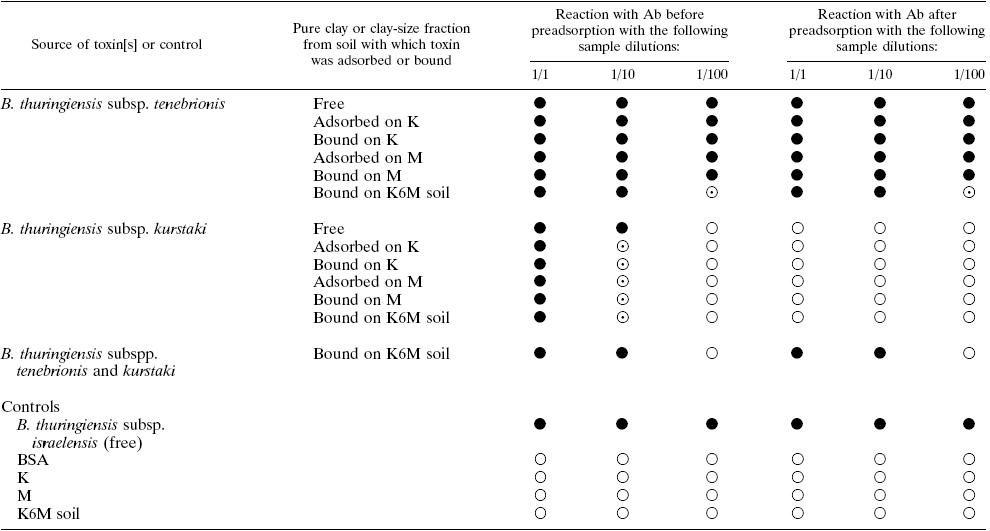 Source of toxin[s] or control
Pure clay or clay-size fraction
from soil with which toxin
was adsorbed or bound
Reaction with Ab before
preadsorption with the following
sample dilutions:
Reaction with Ab after
preadsorption with the following
sample dilutions:
1/1 1/10 1/100 1/1 1/10 1/100
B. thuringiensis subsp. tenebrionis Free ● ● ● ● ● ●
Adsorbed on K ● ● ● ● ● ●
Bound on K ● ● ● ● ● ●
Adsorbed on M ● ● ● ● ● ●
Bound on M ● ● ● ● ● ●
Bound on K6M soil ● ● ⊙ ● ● ⊙
B. thuringiensis subsp. kurstaki Free ● ● ○ ○ ○ ○
Adsorbed on K ● ⊙ ○ ○ ○ ○
Bound on K ● ⊙ ○ ○ ○ ○
Adsorbed on M ● ⊙ ○ ○ ○ ○
Bound on M ● ⊙ ○ ○ ○ ○
Bound on K6M soil ● ⊙ ○ ○ ○ ○
B. thuringiensis subspp. Bound on K6M soil ● ● ○ ● ● ○
tenebrionis and kurstaki
Controls
B. thuringiensis subsp. ● ● ● ● ● ●
israelensis (free)
BSA ○ ○ ○ ○ ○ ○
K ○ ○ ○ ○ ○ ○
M ○ ○ ○ ○ ○ ○
K6M soil ○ ○ ○ ○ ○ ○